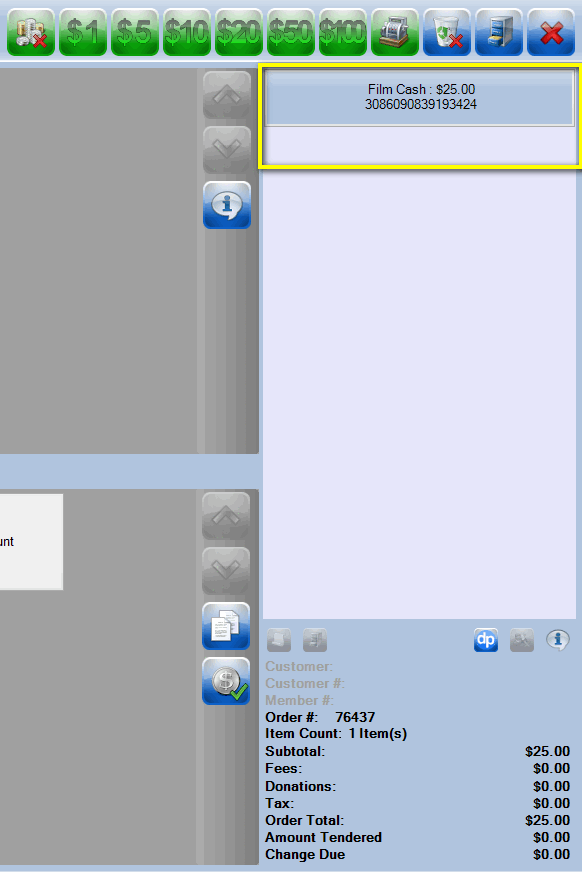 $1 $5 $10 $20 $50 $100
Film Cash : $25.00
3086090839193424
unt
dp
Customer:
Customer #:
Member #:
Order #: 76437
Item Count: 1 Item(s)
Subtotal: $25.00
Fees: $0.00
Donations: $0.00
Tax: $0.00
Order Total: $25.00
Amount Tendered $0.00
Change Due $0.00